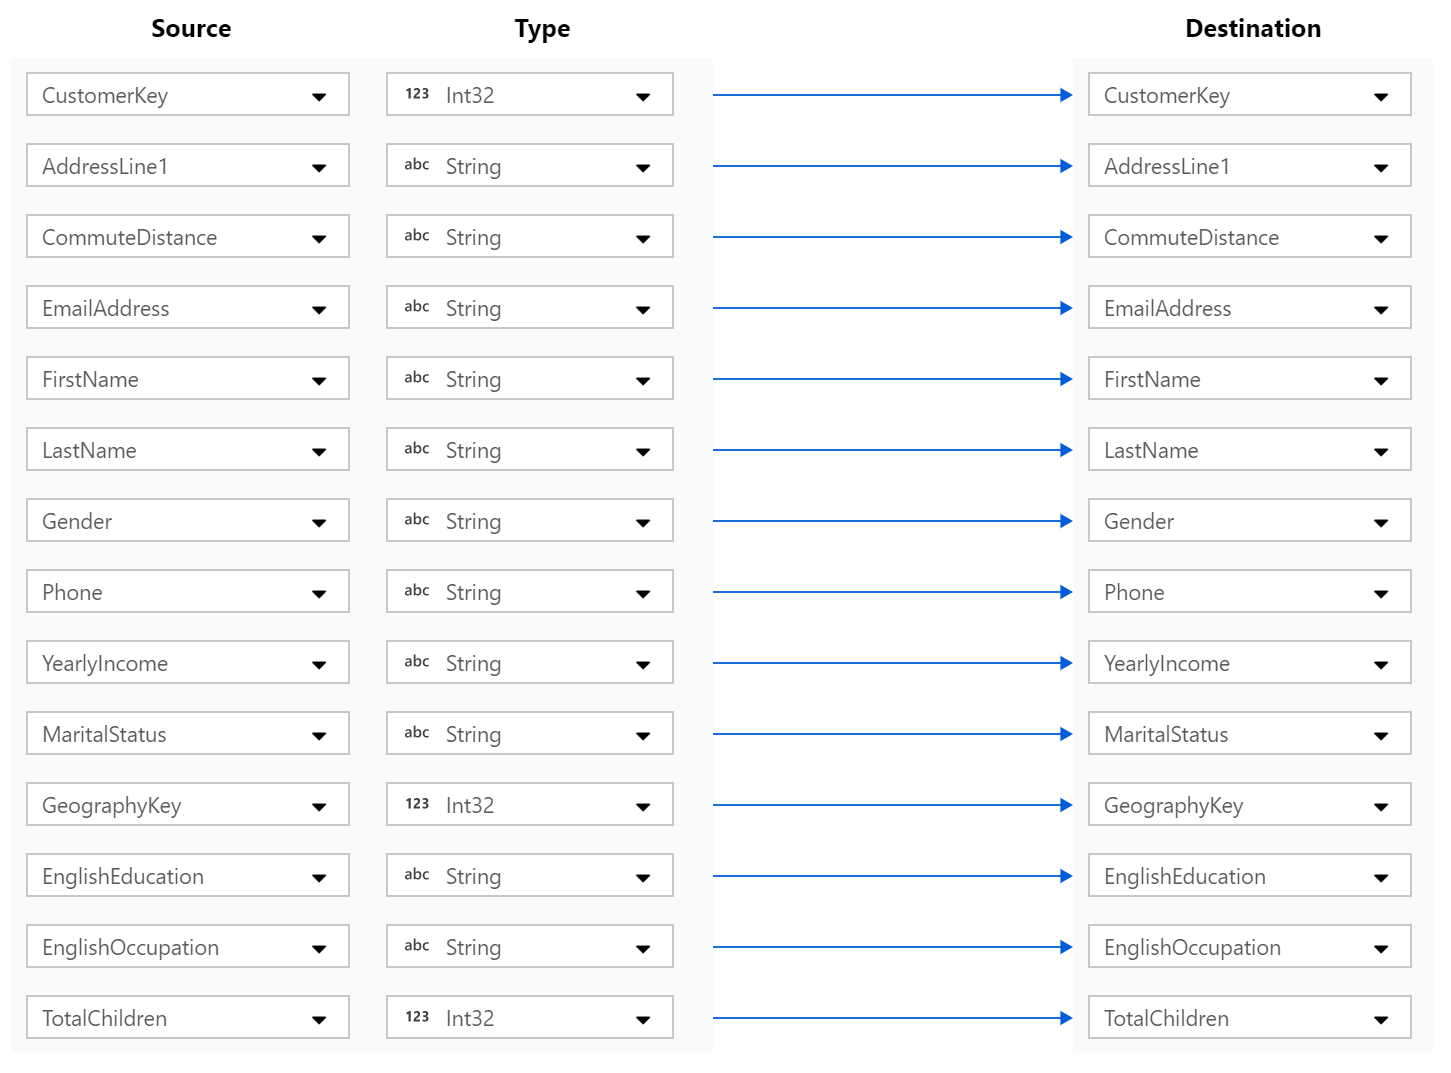 Source Type Destination
CustomerKey 123 Int32 CustomerKey
AddressLine1 abc String AddressLine1
CommuteDistance abc String CommuteDistance
EmailAddress abc String EmailAddress
FirstName abc String FirstName
LastName abc String LastName
Gender abc String Gender
Phone abc String Phone
YearlyIncome abc String YearlyIncome
MaritalStatus abc String MaritalStatus
GeographyKey 123 Int32 GeographyKey
EnglishEducation abc String EnglishEducation
EnglishOccupation abc String EnglishOccupation
TotalChildren 123 Int32 TotalChildren